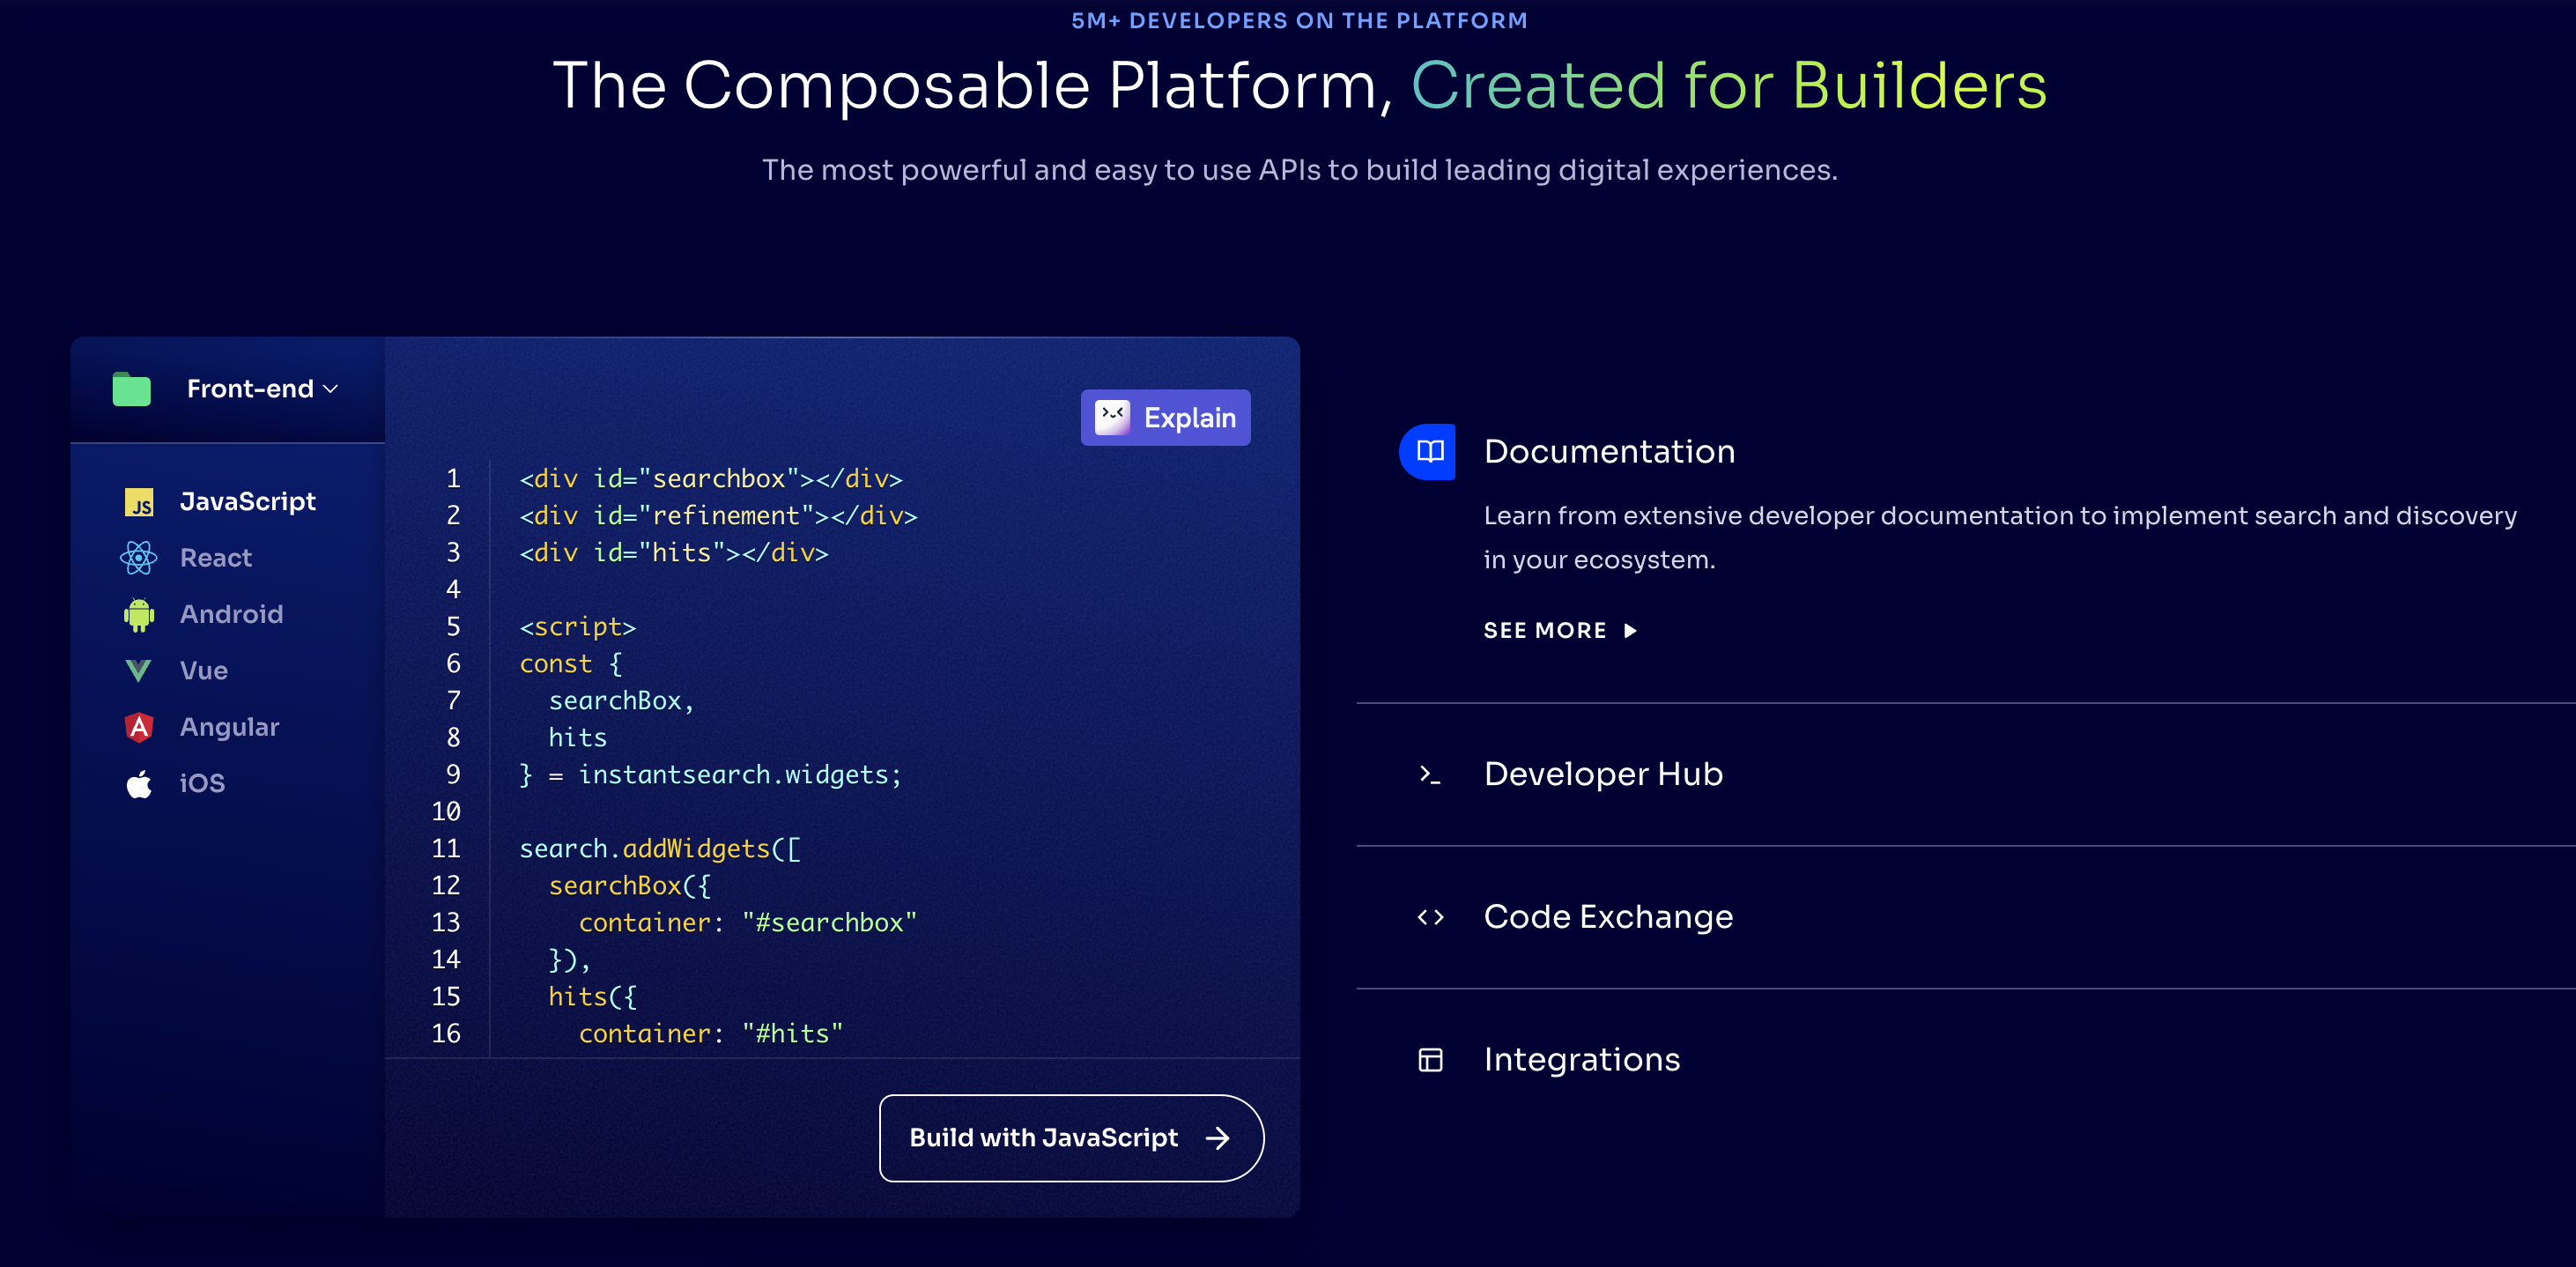 5M+ DEVELOPERS ON THE PLATFORM
The Composable Platform, Created for Builders
The most powerful and easy to use APIs to build leading digital experiences.
Front-end
JS JavaScript
React
Android
Vue
A Angular
iOS
Explain
1 <div id="searchbox"></div>
2 <div id="refinement"></div>
3 <div id="hits"></div>
4
5 <script>
6 const {
7   searchBox,
8   hits
9 } = instantsearch.widgets;
10
11 search.addWidgets([
12   searchBox({
13     container: "#searchbox"
14   }),
15   hits({
16     container: "#hits"
Build with JavaScript
Documentation
Learn from extensive developer documentation to implement search and discovery
in your ecosystem.
SEE MORE
Developer Hub
Code Exchange
Integrations